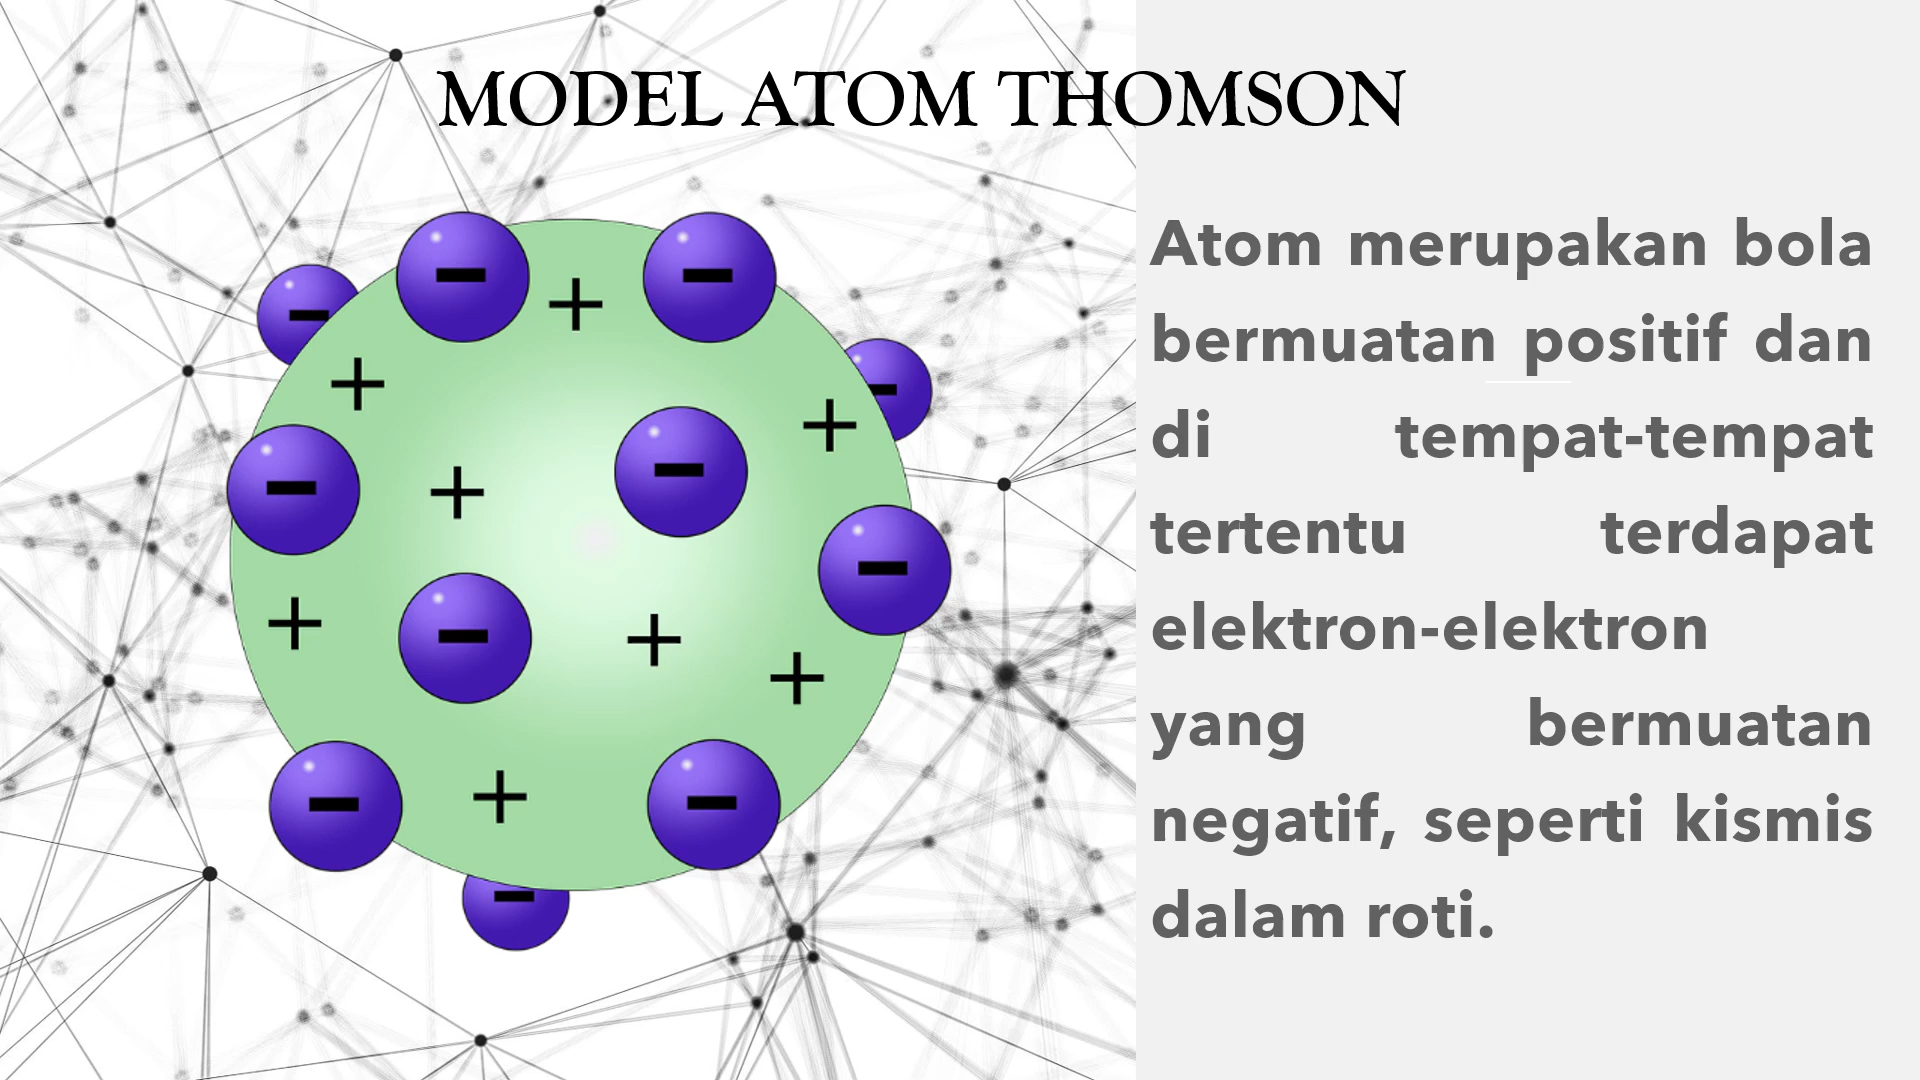 MODEL ATOM THOMSON
Atom merupakan bola
bermuatan positif dan
di tempat-tempat
tertentu terdapat
elektron-elektron
yang bermuatan
negatif, seperti kismis
dalam roti.